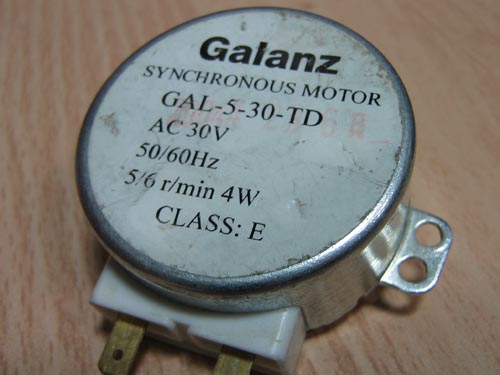 Galanz
SYNCHRONOUS MOTOR
GAL-5-30-TD
AC 30V
50/60Hz
5/6 r/min 4W
CLASS: E